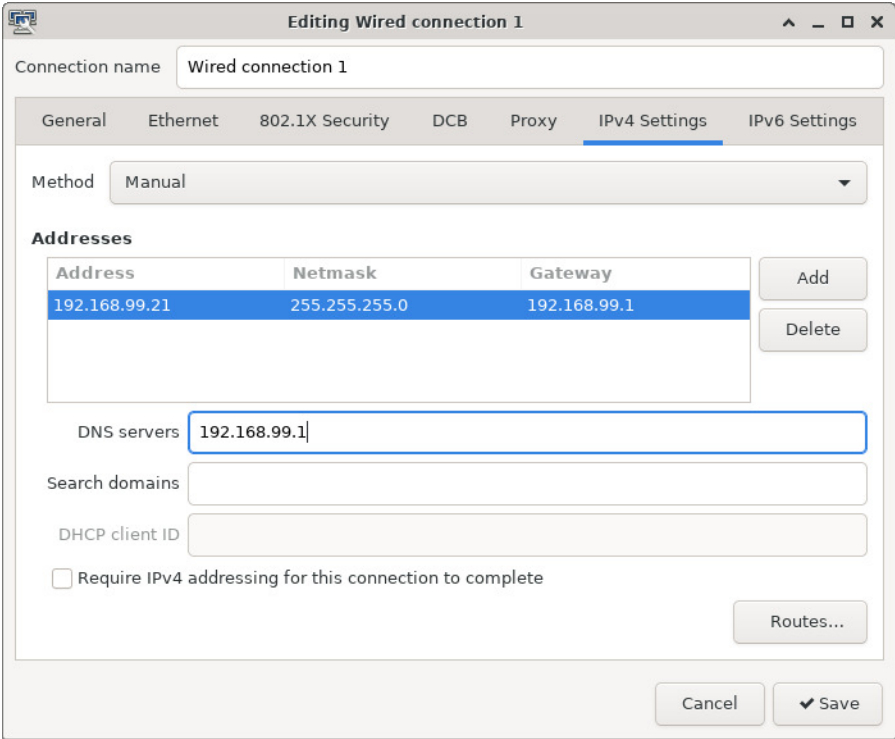 Editing Wired connection 1
Connection name Wired connection 1
General Ethernet 802.1X Security DCB Proxy IPv4 Settings IPv6 Settings
Method Manual
Addresses
Address Netmask Gateway
Add
192.168.99.21 255.255.255.0 192.168.99.1
Delete
DNS servers 192.168.99.1
Search domains
DHCP client ID
Require IPv4 addressing for this connection to complete
Routes...
Cancel Save